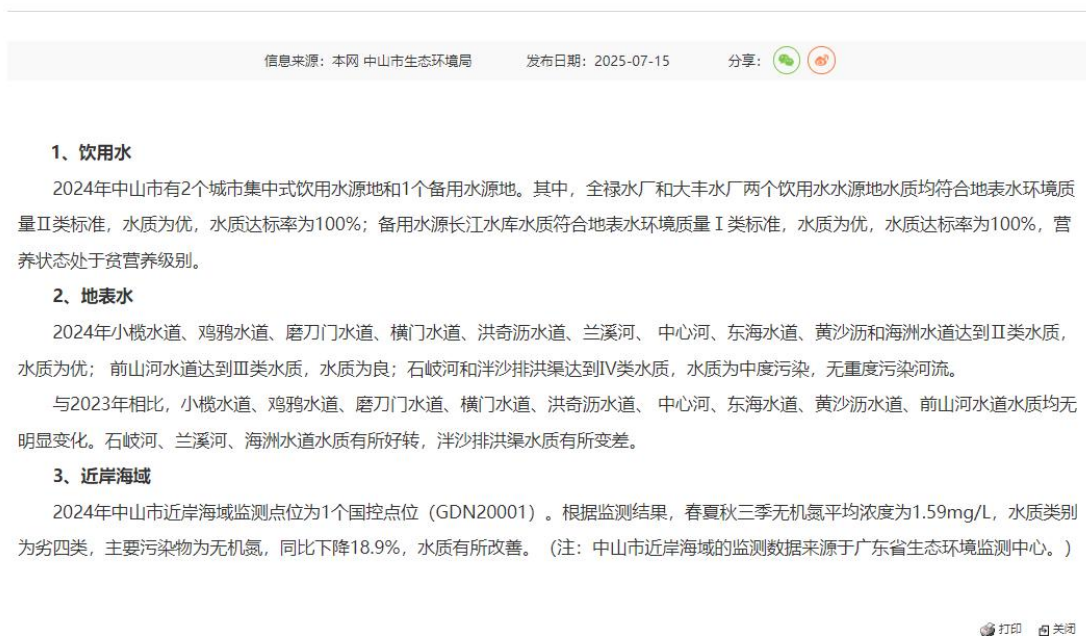 信息来源：本网 中山市生态环境局 发布日期：2025-07-15 分享：
1、饮用水
2024年中山市有2个城市集中式饮用水源地和1个备用水源地。其中，全禄水厂和大丰水厂两个饮用水水源地水质均符合地表水环境质
量Ⅱ类标准，水质为优，水质达标率为100%；备用水源长江水库水质符合地表水环境质量Ⅰ类标准，水质为优，水质达标率为100%，营
养状态处于贫营养级别。
2、地表水
2024年小榄水道、鸡鸦水道、磨刀门水道、横门水道、洪奇沥水道、兰溪河、 中心河、东海水道、黄沙沥和海洲水道达到Ⅱ类水质，
水质为优； 前山河水道达到Ⅲ类水质，水质为良；石岐河和泮沙排洪渠达到Ⅳ类水质，水质为中度污染，无重度污染河流。
与2023年相比，小榄水道、鸡鸦水道、磨刀门水道、横门水道、洪奇沥水道、 中心河、东海水道、黄沙沥水道、前山河水道水质均无
明显变化。石岐河、兰溪河、海洲水道水质有所好转，泮沙排洪渠水质有所变差。
3、近岸海域
2024年中山市近岸海域监测点位为1个国控点位（GDN20001）。根据监测结果，春夏秋三季无机氮平均浓度为1.59mg/L，水质类别
为劣四类，主要污染物为无机氮，同比下降18.9%，水质有所改善。（注：中山市近岸海域的监测数据来源于广东省生态环境监测中心。）
打印 关闭